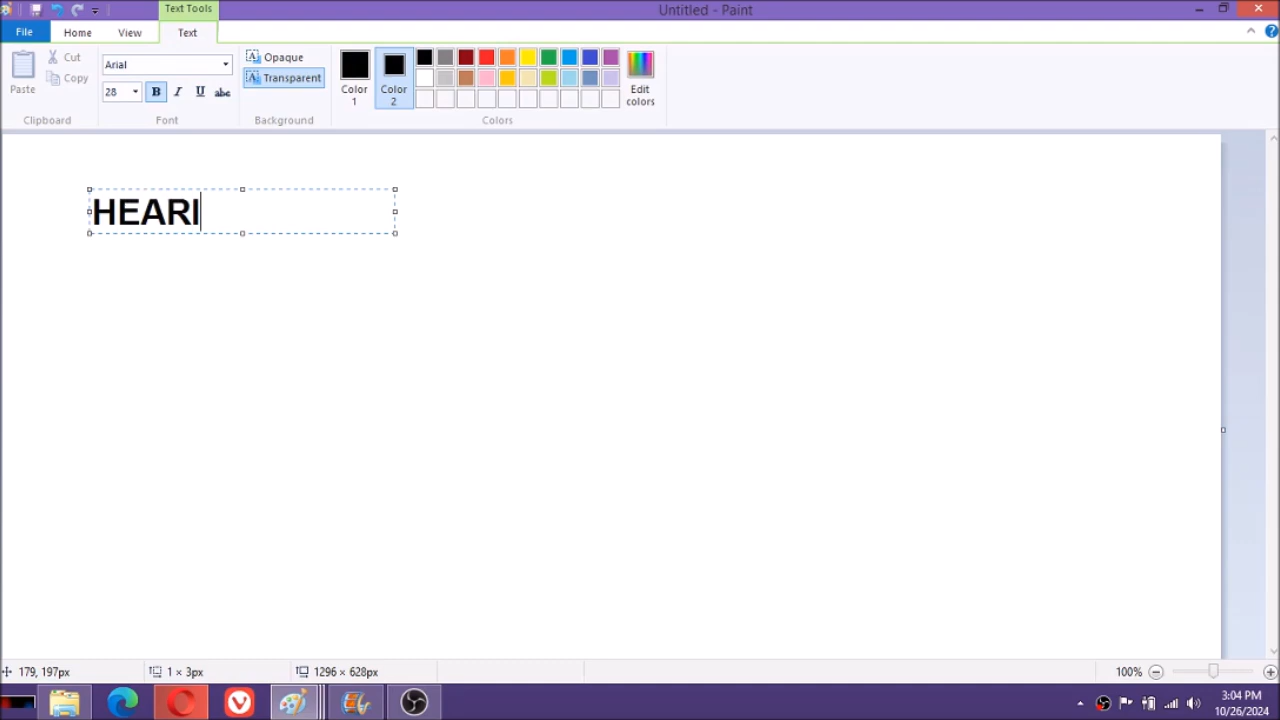 Text Tools
Untitled - Paint
File
Home
View
Text
Paste
Cut
Copy
Clipboard
Arial
28
B I U abc
Font
A Opaque
A Transparent
Background
Color 1
Color 2
Edit colors
Colors
HEARI
179, 197px
1 × 3px
1296 × 628px
100%
3:04 PM
10/26/2024